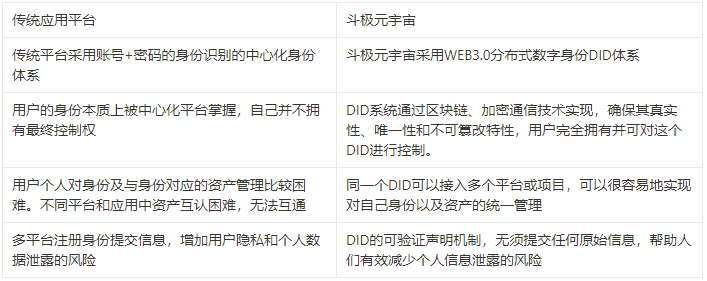 传统应用平台
斗极元宇宙
传统平台采用账号+密码的身份识别的中心化身份
体系
斗极元宇宙采用WEB3.0分布式数字身份DID体系
用户的身份本质上被中心化平台掌握，自己并不拥
有最终控制权
DID系统通过区块链、加密通信技术实现，确保其真实
性、唯一性和不可篡改特性，用户完全拥有并可对这个
DID进行控制。
用户个人对身份及与身份对应的资产管理比较困
难。不同平台和应用中资产互认困难，无法互通
同一个DID可以接入多个平台或项目，可以很容易地实现
对自己身份以及资产的统一管理
多平台注册身份提交信息，增加用户隐私和个人数
据泄露的风险
DID的可验证声明机制，无须提交任何原始信息，帮助人
们有效减少个人信息泄露的风险